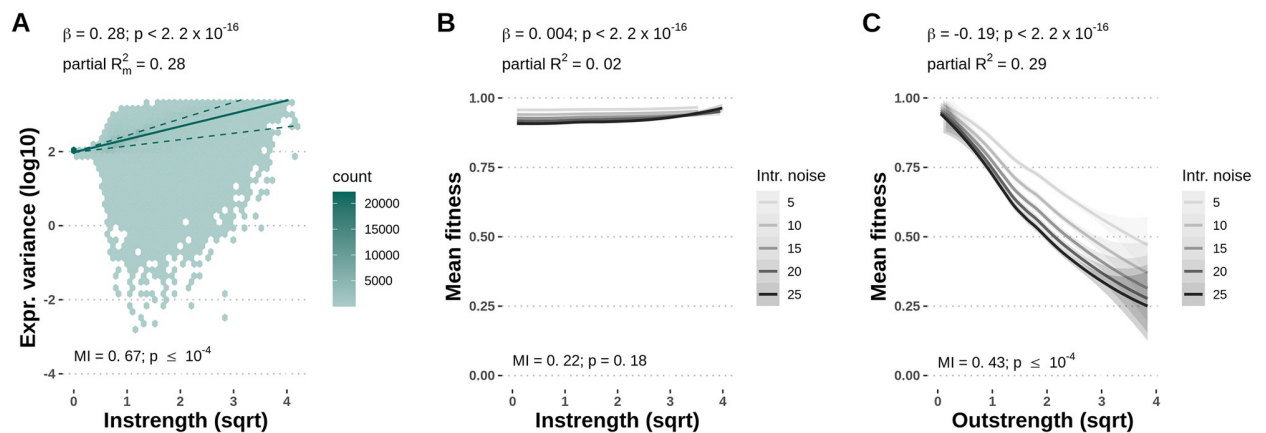 A
β = 0. 28; p < 2. 2 x 10^-16
partial R²m = 0. 28
Expr. variance (log10)
2
0
-2
-4
0 1 2 3 4
Instrength (sqrt)
MI = 0. 67; p ≤ 10^-4
count
20000
15000
10000
5000
B
β = 0. 004; p < 2. 2 x 10^-16
partial R² = 0. 02
Mean fitness
1.00
0.75
0.50
0.25
0.00
0 1 2 3 4
Instrength (sqrt)
MI = 0. 22; p = 0. 18
Intr. noise
5
10
15
20
25
C
β = -0. 19; p < 2. 2 x 10^-16
partial R² = 0. 29
Mean fitness
1.00
0.75
0.50
0.25
0.00
0 1 2 3 4
Outstrength (sqrt)
MI = 0. 43; p ≤ 10^-4
Intr. noise
5
10
15
20
25